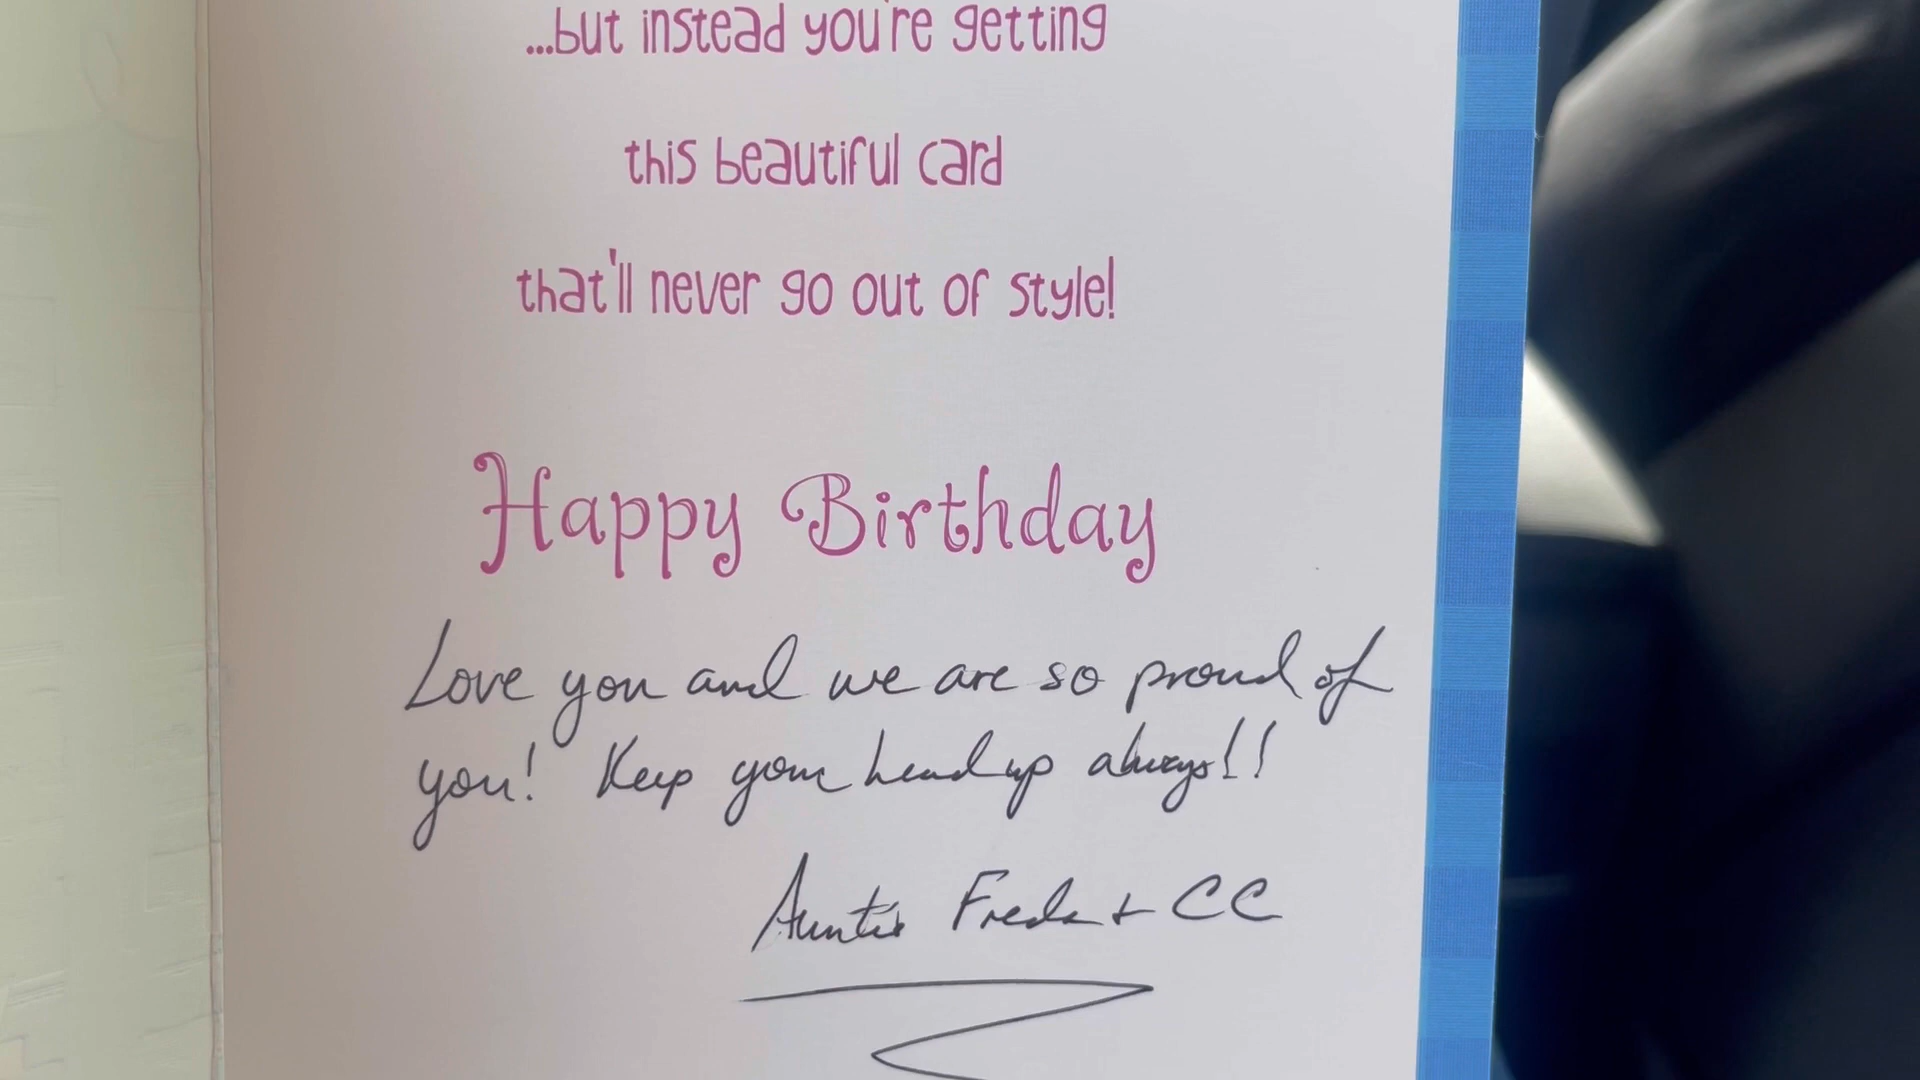 ...but instead you're getting
this beautiful card
that'll never go out of style!
Happy Birthday
Love you and we are so proud of
you! Keep your head up always!!
Auntie Freda + CC